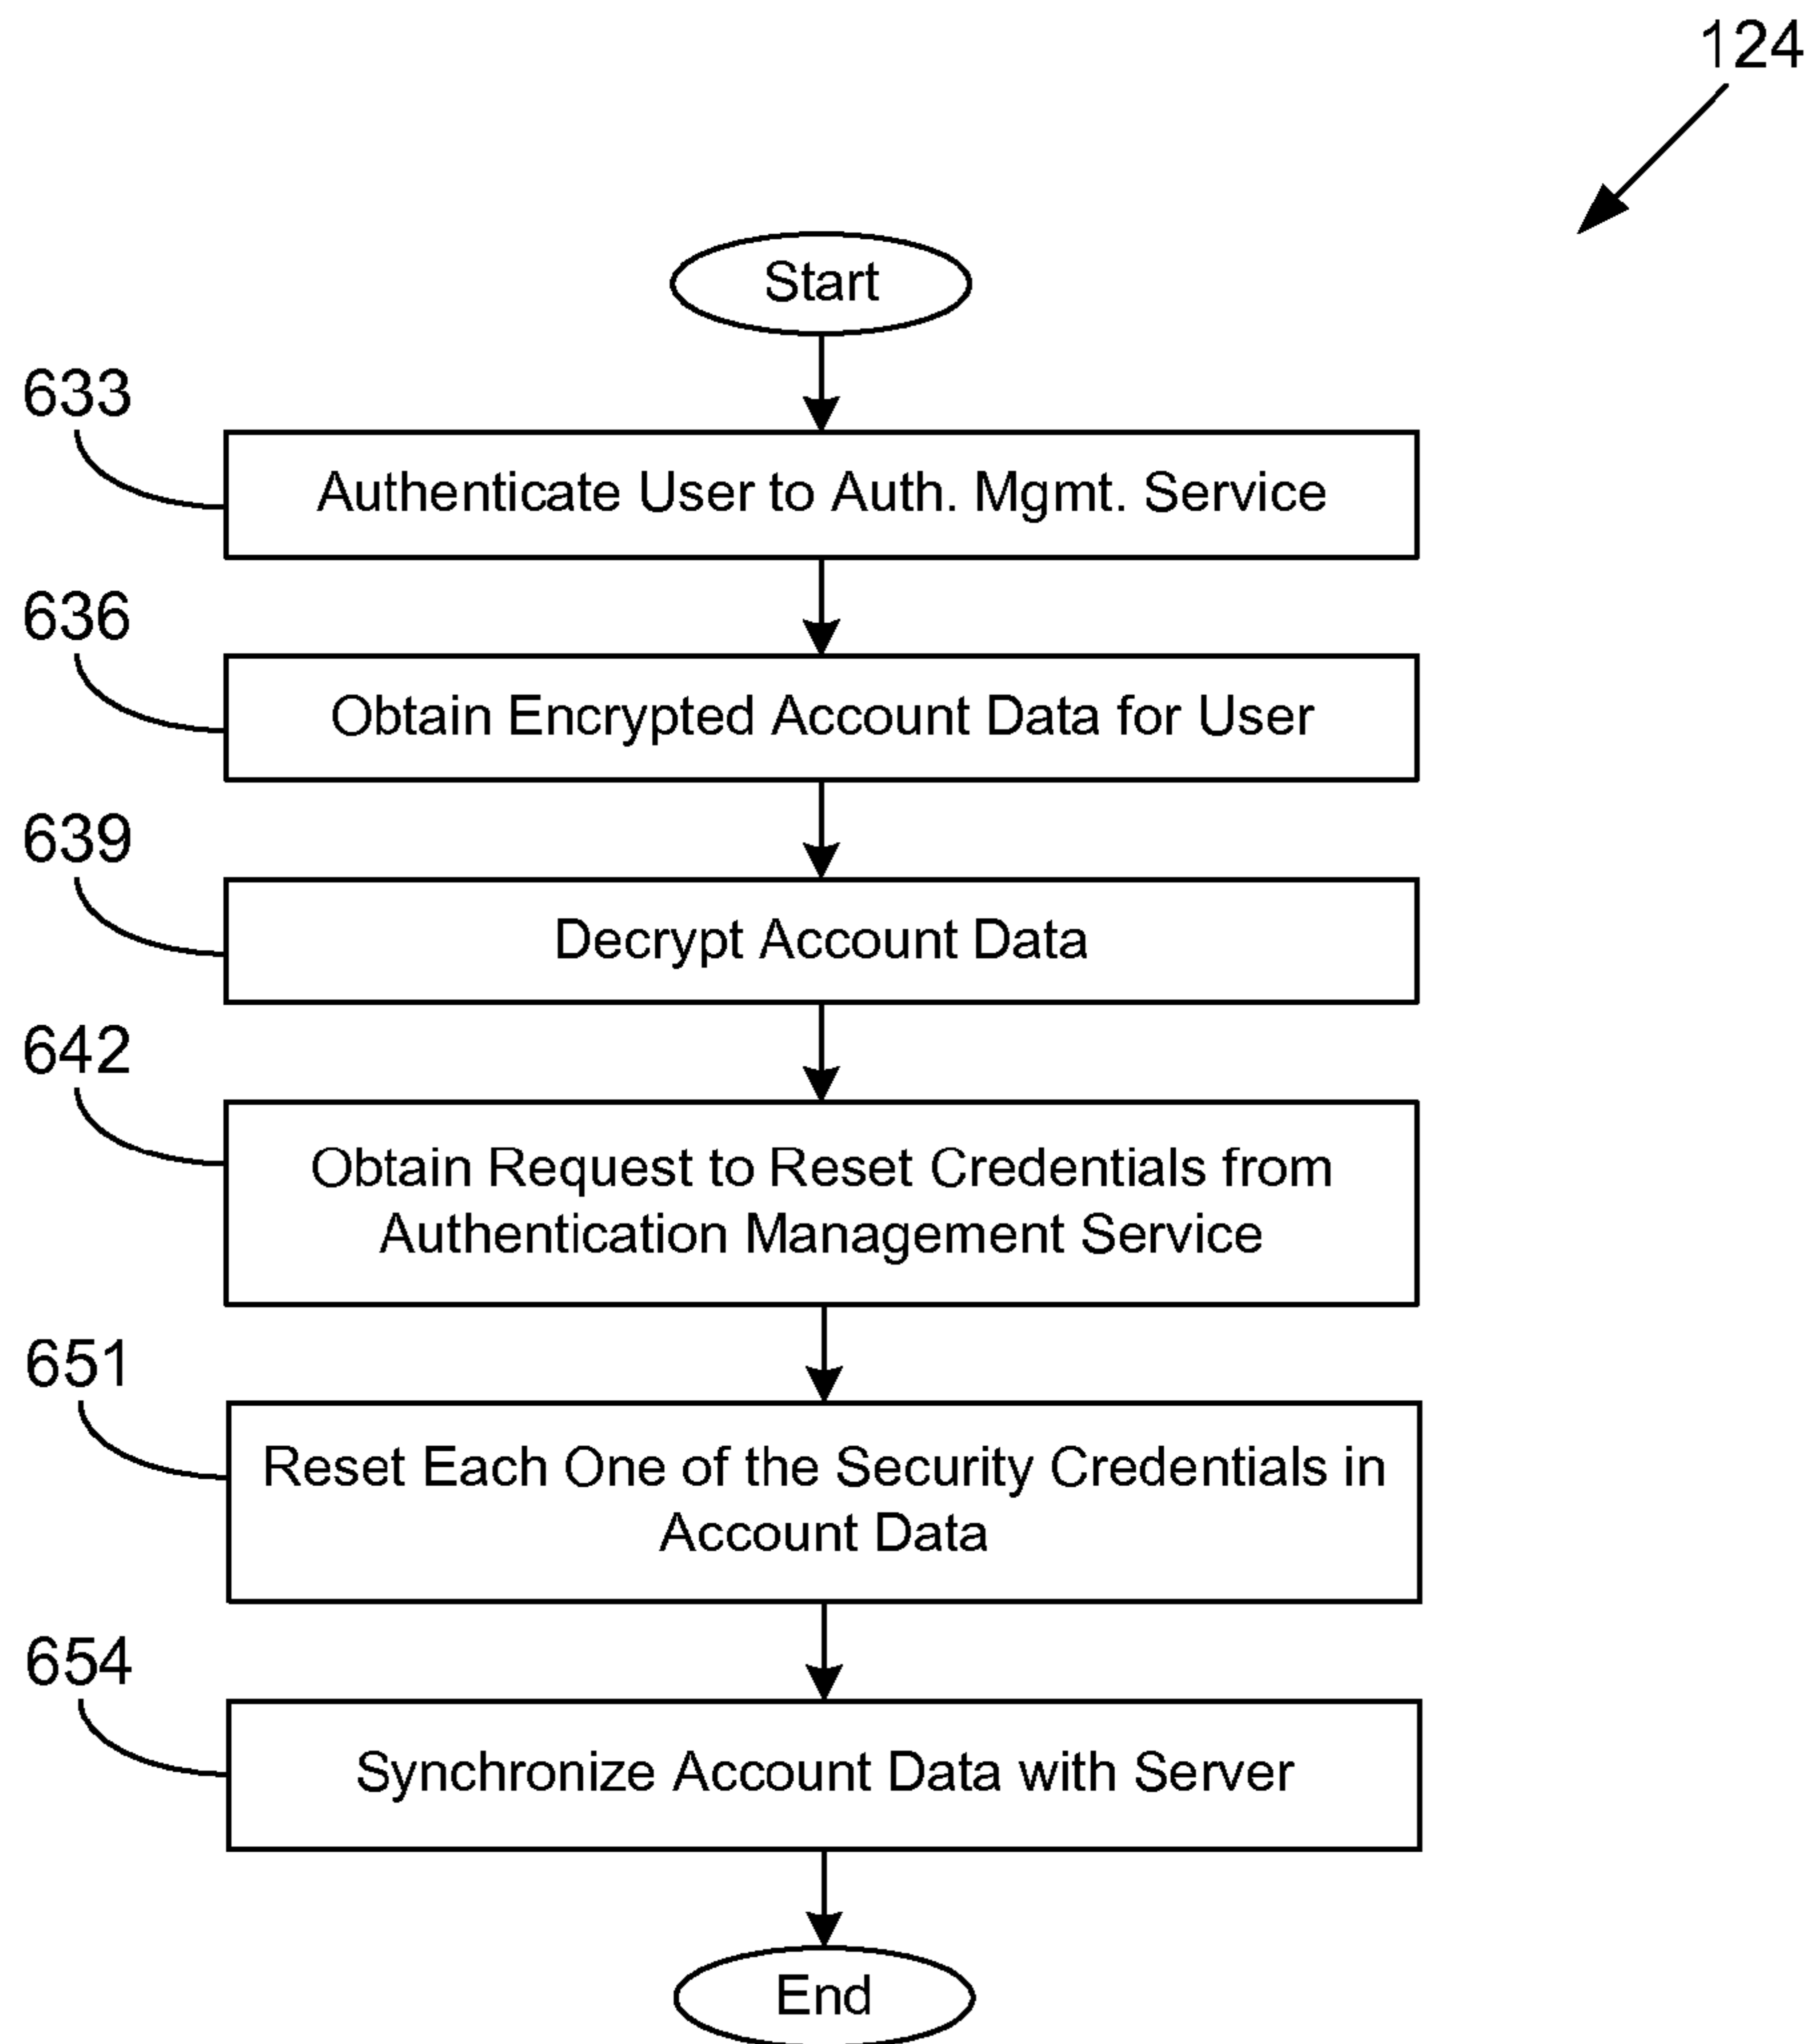 124
Start
633
Authenticate User to Auth. Mgmt. Service
636
Obtain Encrypted Account Data for User
639
Decrypt Account Data
642
Obtain Request to Reset Credentials from
Authentication Management Service
651
Reset Each One of the Security Credentials in
Account Data
654
Synchronize Account Data with Server
End